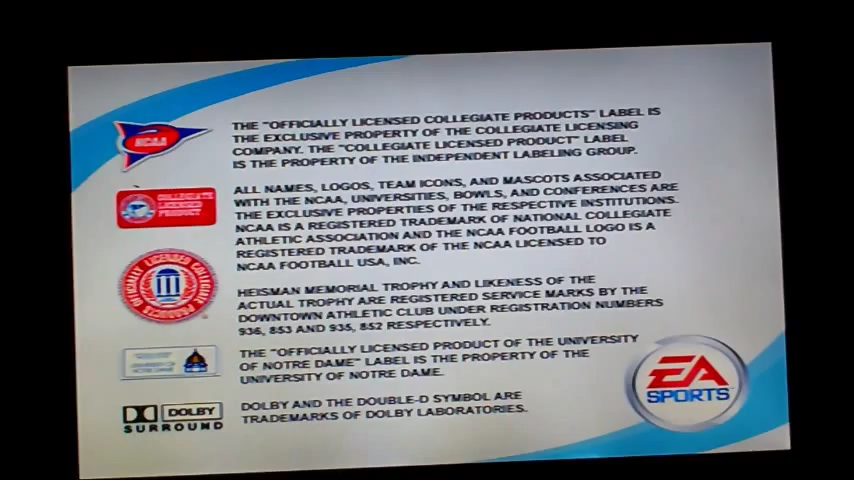 THE "OFFICIALLY LICENSED COLLEGIATE PRODUCTS" LABEL IS
THE EXCLUSIVE PROPERTY OF THE COLLEGIATE LICENSING
COMPANY. THE "COLLEGIATE LICENSED PRODUCT" LABEL
IS THE PROPERTY OF THE INDEPENDENT LABELING GROUP.
NCAA
ALL NAMES, LOGOS, TEAM ICONS, AND MASCOTS ASSOCIATED
WITH THE NCAA, UNIVERSITIES, BOWLS, AND CONFERENCES ARE
THE EXCLUSIVE PROPERTIES OF THE RESPECTIVE INSTITUTIONS.
NCAA IS A REGISTERED TRADEMARK OF NATIONAL COLLEGIATE
ATHLETIC ASSOCIATION AND THE NCAA FOOTBALL LOGO IS A
REGISTERED TRADEMARK OF THE NCAA LICENSED TO
NCAA FOOTBALL USA, INC.
COLLEGIATE
LICENSED
PRODUCT
OFFICIALLY LICENSED COLLEGIATE PRODUCTS
HEISMAN MEMORIAL TROPHY AND LIKENESS OF THE
ACTUAL TROPHY ARE REGISTERED SERVICE MARKS BY THE
DOWNTOWN ATHLETIC CLUB UNDER REGISTRATION NUMBERS
936, 853 AND 935, 852 RESPECTIVELY.
THE "OFFICIALLY LICENSED PRODUCT OF THE UNIVERSITY
OF NOTRE DAME" LABEL IS THE PROPERTY OF THE
UNIVERSITY OF NOTRE DAME.
DOLBY
SURROUND
DOLBY AND THE DOUBLE-D SYMBOL ARE
TRADEMARKS OF DOLBY LABORATORIES.
EA
SPORTS